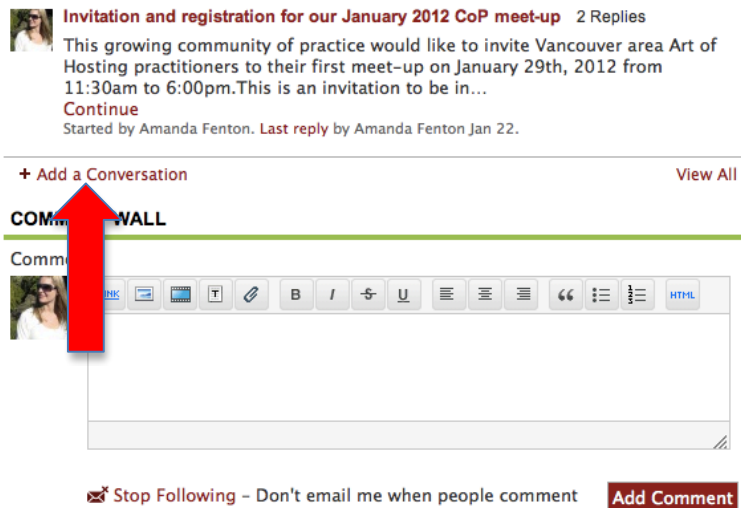 Invitation and registration for our January 2012 CoP meet-up 2 Replies
This growing community of practice would like to invite Vancouver area Art of
Hosting practitioners to their first meet-up on January 29th, 2012 from
11:30am to 6:00pm.This is an invitation to be in...
Continue
Started by Amanda Fenton. Last reply by Amanda Fenton Jan 22.
+ Add a Conversation View All
WALL
T B I S U HTML
Stop Following – Don't email me when people comment Add Comment